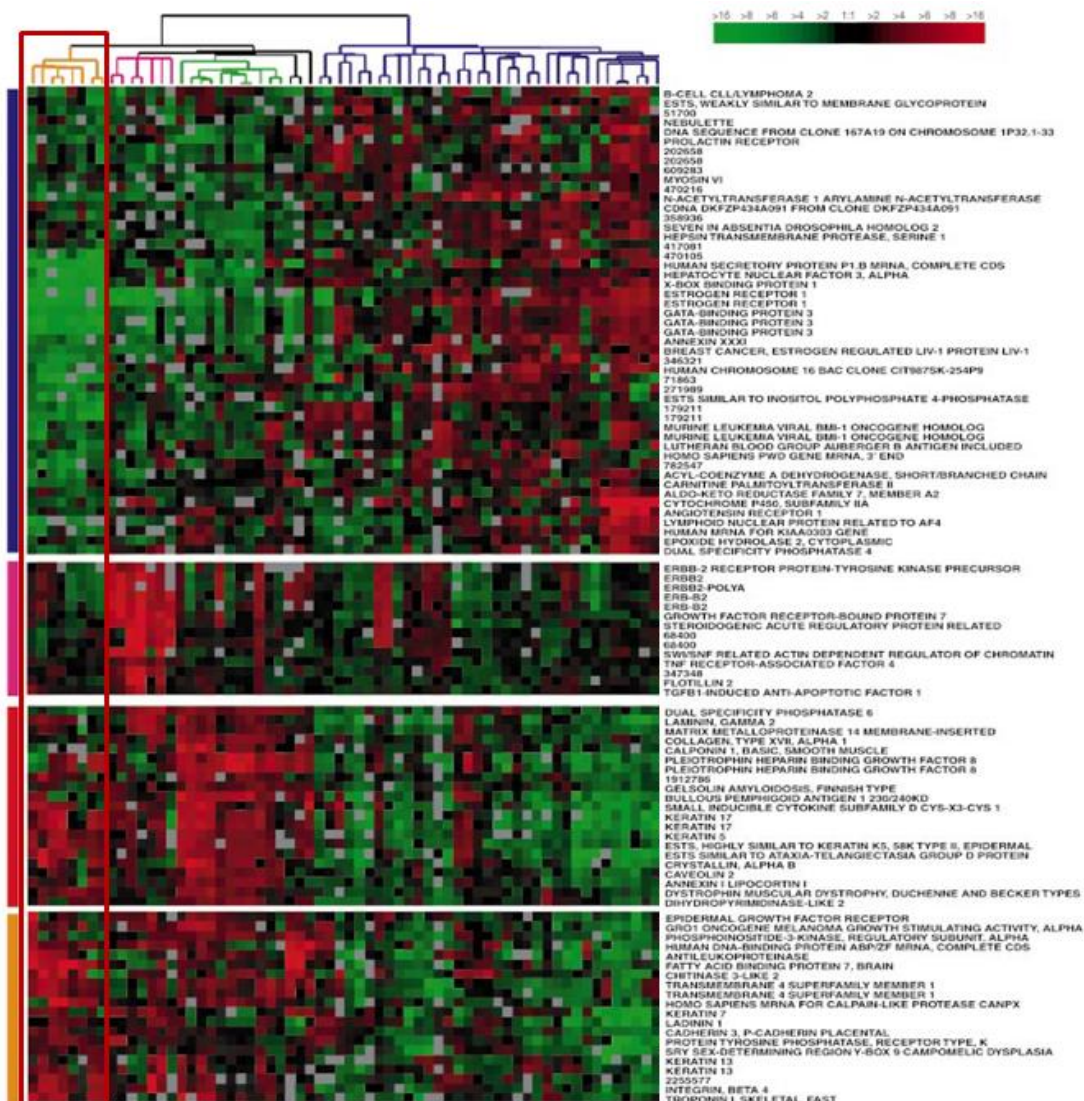 >16 >8 >6 >4 >2 1:1 >2 >4 >6 >8 >16
B-CELL CLL/LYMPHOMA 2
ESTS, WEAKLY SIMILAR TO MEMBRANE GLYCOPROTEIN
51700
NEBULETTE
DNA SEQUENCE FROM CLONE 167A19 ON CHROMOSOME 1P32.1-33
PROLACTIN RECEPTOR
202658
202658
609283
MYOSIN VI
470216
N-ACETYLTRANSFERASE 1 ARYLAMINE N-ACETYLTRANSFERASE
CDNA DKFZP434A091 FROM CLONE DKFZP434A091
358936
SEVEN IN ABSENTIA DROSOPHILA HOMOLOG 2
HEPSIN TRANSMEMBRANE PROTEASE, SERINE 1
417081
470105
HUMAN SECRETORY PROTEIN P1.B MRNA, COMPLETE CDS
HEPATOCYTE NUCLEAR FACTOR 3, ALPHA
X-BOX BINDING PROTEIN 1
ESTROGEN RECEPTOR 1
ESTROGEN RECEPTOR 1
GATA-BINDING PROTEIN 3
GATA-BINDING PROTEIN 3
GATA-BINDING PROTEIN 3
ANNEXIN XXXI
BREAST CANCER, ESTROGEN REGULATED LIV-1 PROTEIN LIV-1
346321
HUMAN CHROMOSOME 16 BAC CLONE CIT987SK-254P9
71863
271989
ESTS SIMILAR TO INOSITOL POLYPHOSPHATE 4-PHOSPHATASE
179211
179211
MURINE LEUKEMIA VIRAL BMI-1 ONCOGENE HOMOLOG
MURINE LEUKEMIA VIRAL BMI-1 ONCOGENE HOMOLOG
LUTHERAN BLOOD GROUP AUBERGER B ANTIGEN INCLUDED
HOMO SAPIENS PWD GENE MRNA, 3' END
782547
ACYL-COENZYME A DEHYDROGENASE, SHORT/BRANCHED CHAIN
CARNITINE PALMITOYLTRANSFERASE II
ALDO-KETO REDUCTASE FAMILY 7, MEMBER A2
CYTOCHROME P450, SUBFAMILY IIA
ANGIOTENSIN RECEPTOR 1
LYMPHOID NUCLEAR PROTEIN RELATED TO AF4
HUMAN MRNA FOR KIAA0303 GENE
EPOXIDE HYDROLASE 2, CYTOPLASMIC
DUAL SPECIFICITY PHOSPHATASE 4
ERBB-2 RECEPTOR PROTEIN-TYROSINE KINASE PRECURSOR
ERBB2
ERBB2-POLYA
ERB-B2
ERB-B2
GROWTH FACTOR RECEPTOR-BOUND PROTEIN 7
STEROIDOGENIC ACUTE REGULATORY PROTEIN RELATED
68400
68400
SWI/SNF RELATED ACTIN DEPENDENT REGULATOR OF CHROMATIN
TNF RECEPTOR-ASSOCIATED FACTOR 4
347348
FLOTILLIN 2
TGFB1-INDUCED ANTI-APOPTOTIC FACTOR 1
DUAL SPECIFICITY PHOSPHATASE 6
LAMININ, GAMMA 2
MATRIX METALLOPROTEINASE 14 MEMBRANE-INSERTED
COLLAGEN, TYPE XVII, ALPHA 1
CALPONIN 1, BASIC, SMOOTH MUSCLE
PLEIOTROPHIN HEPARIN BINDING GROWTH FACTOR 8
PLEIOTROPHIN HEPARIN BINDING GROWTH FACTOR 8
1912786
GELSOLIN AMYLOIDOSIS, FINNISH TYPE
BULLOUS PEMPHIGOID ANTIGEN 1 230/240KD
SMALL INDUCIBLE CYTOKINE SUBFAMILY D CYS-X3-CYS 1
KERATIN 17
KERATIN 17
KERATIN 5
ESTS, HIGHLY SIMILAR TO KERATIN K5, 58K TYPE II, EPIDERMAL
ESTS SIMILAR TO ATAXIA-TELANGIECTASIA GROUP D PROTEIN
CRYSTALLIN, ALPHA B
CAVEOLIN 2
ANNEXIN I LIPOCORTIN I
DYSTROPHIN MUSCULAR DYSTROPHY, DUCHENNE AND BECKER TYPES
DIHYDROPYRIMIDINASE-LIKE 2
EPIDERMAL GROWTH FACTOR RECEPTOR
GRO1 ONCOGENE MELANOMA GROWTH STIMULATING ACTIVITY, ALPHA
PHOSPHOINOSITIDE-3-KINASE, REGULATORY SUBUNIT, ALPHA
HUMAN DNA-BINDING PROTEIN ABP/ZF MRNA, COMPLETE CDS
ANTILEUKOPROTEINASE
FATTY ACID BINDING PROTEIN 7, BRAIN
CHITINASE 3-LIKE 2
TRANSMEMBRANE 4 SUPERFAMILY MEMBER 1
TRANSMEMBRANE 4 SUPERFAMILY MEMBER 1
HOMO SAPIENS MRNA FOR CALPAIN-LIKE PROTEASE CANPX
KERATIN 7
LADININ 1
CADHERIN 3, P-CADHERIN PLACENTAL
PROTEIN TYROSINE PHOSPHATASE, RECEPTOR TYPE, K
SRY SEX-DETERMINING REGION Y-BOX 9 CAMPOMELIC DYSPLASIA
KERATIN 13
KERATIN 13
2255577
INTEGRIN, BETA 4
TROPONIN I, SKELETAL, FAST